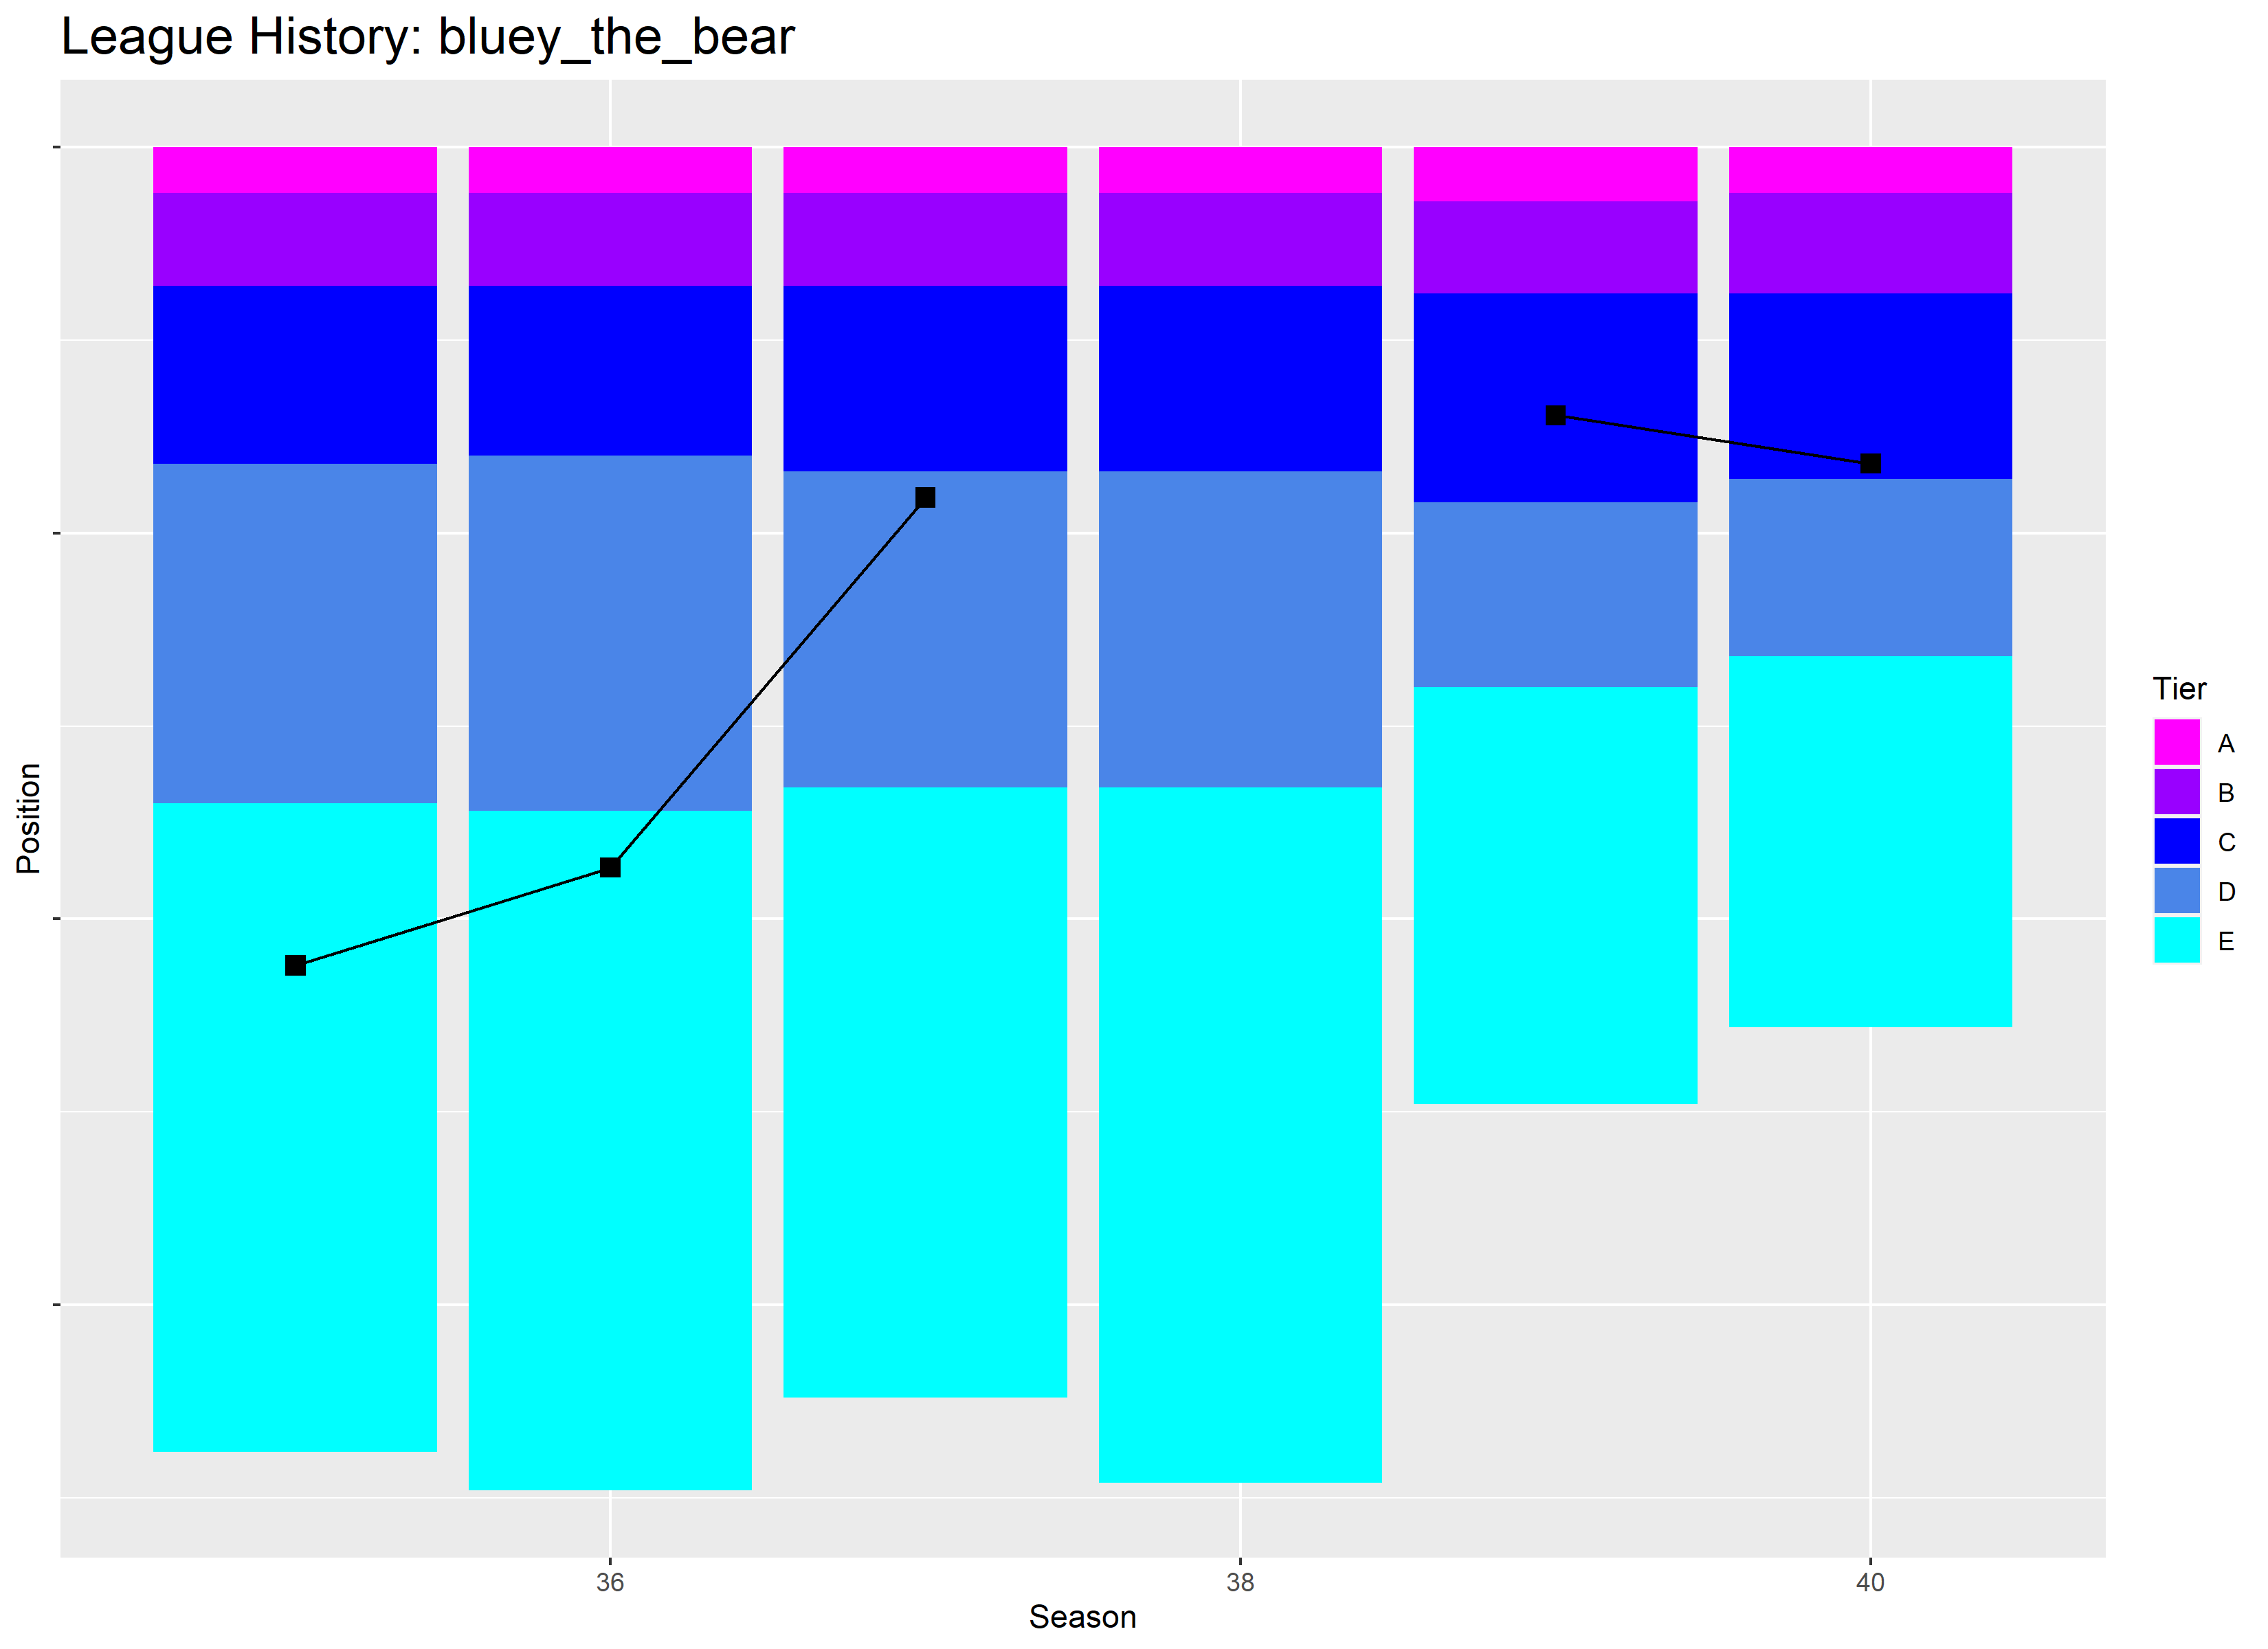 League History: bluey_the_bear
Position
36
38
40
Season
Tier
A
B
C
D
E